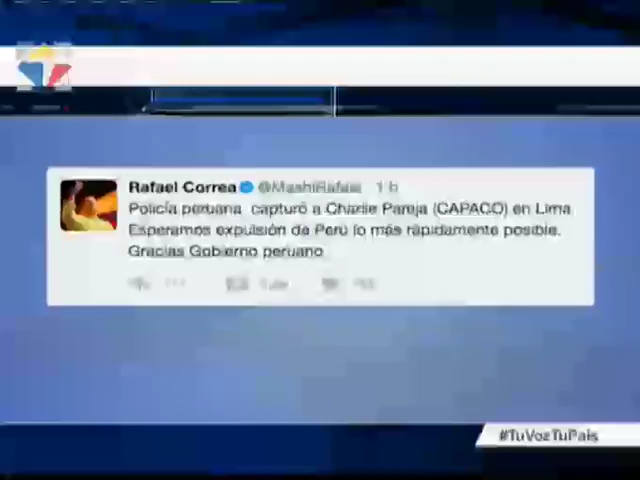 Rafael Correa @MashiRafael 1 h
Policía peruana capturó a Charlie Pareja (CAPACO) en Lima
Esperamos expulsión de Perú lo más rápidamente posible.
Gracias Gobierno peruano
#TuVozTuPaís